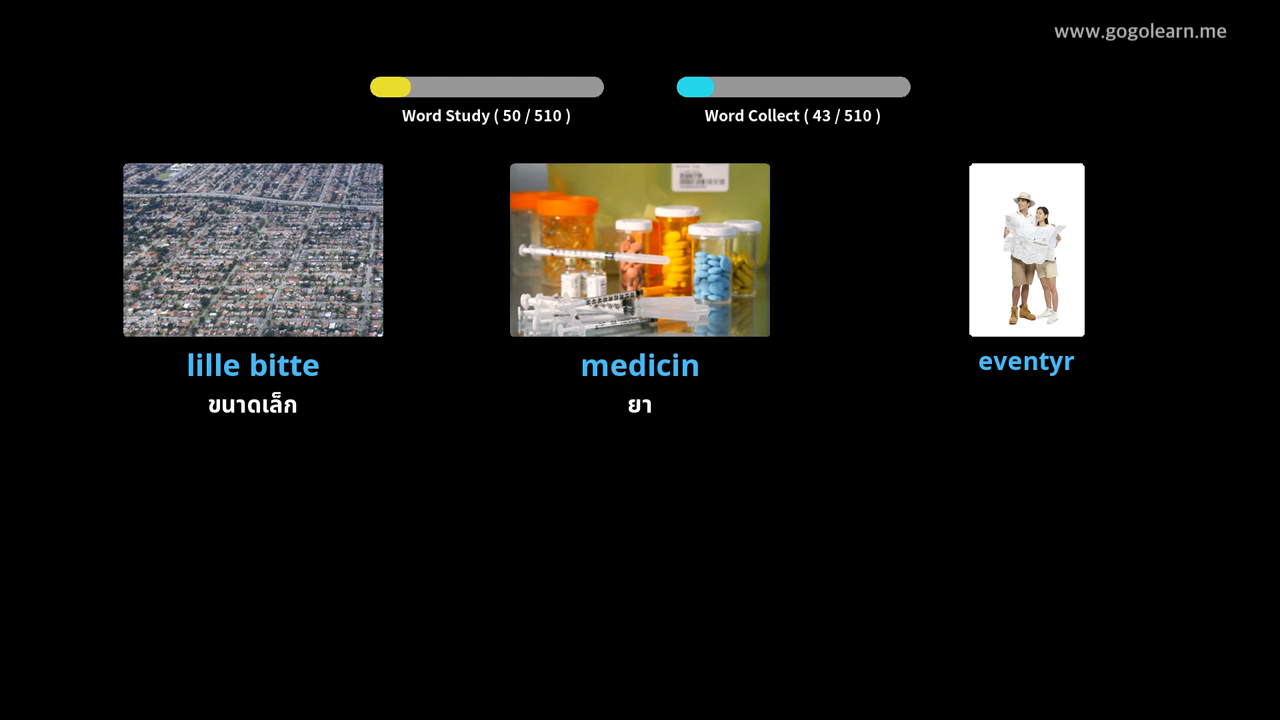 www.gogolearn.me
Word Study ( 50 / 510 )
Word Collect ( 43 / 510 )
lille bitte
ขนาดเล็ก
medicin
ยา
eventyr